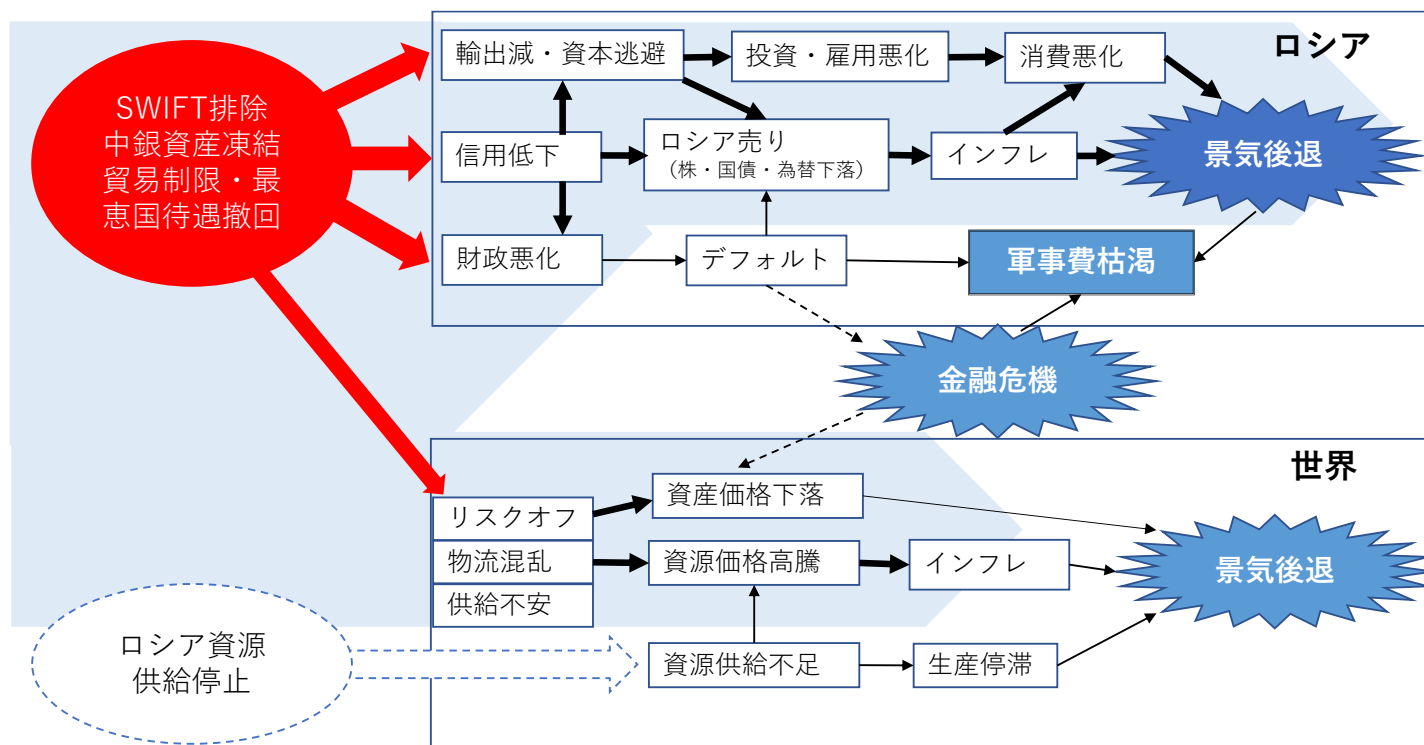 ロシア
SWIFT排除
中銀資産凍結
貿易制限・最
恵国待遇撤回
輸出減・資本逃避
投資・雇用悪化
消費悪化
信用低下
ロシア売り
（株・国債・為替下落）
インフレ
景気後退
財政悪化
デフォルト
軍事費枯渇
金融危機
世界
リスクオフ
物流混乱
供給不安
資産価格下落
資源価格高騰
インフレ
景気後退
ロシア資源
供給停止
資源供給不足
生産停滞